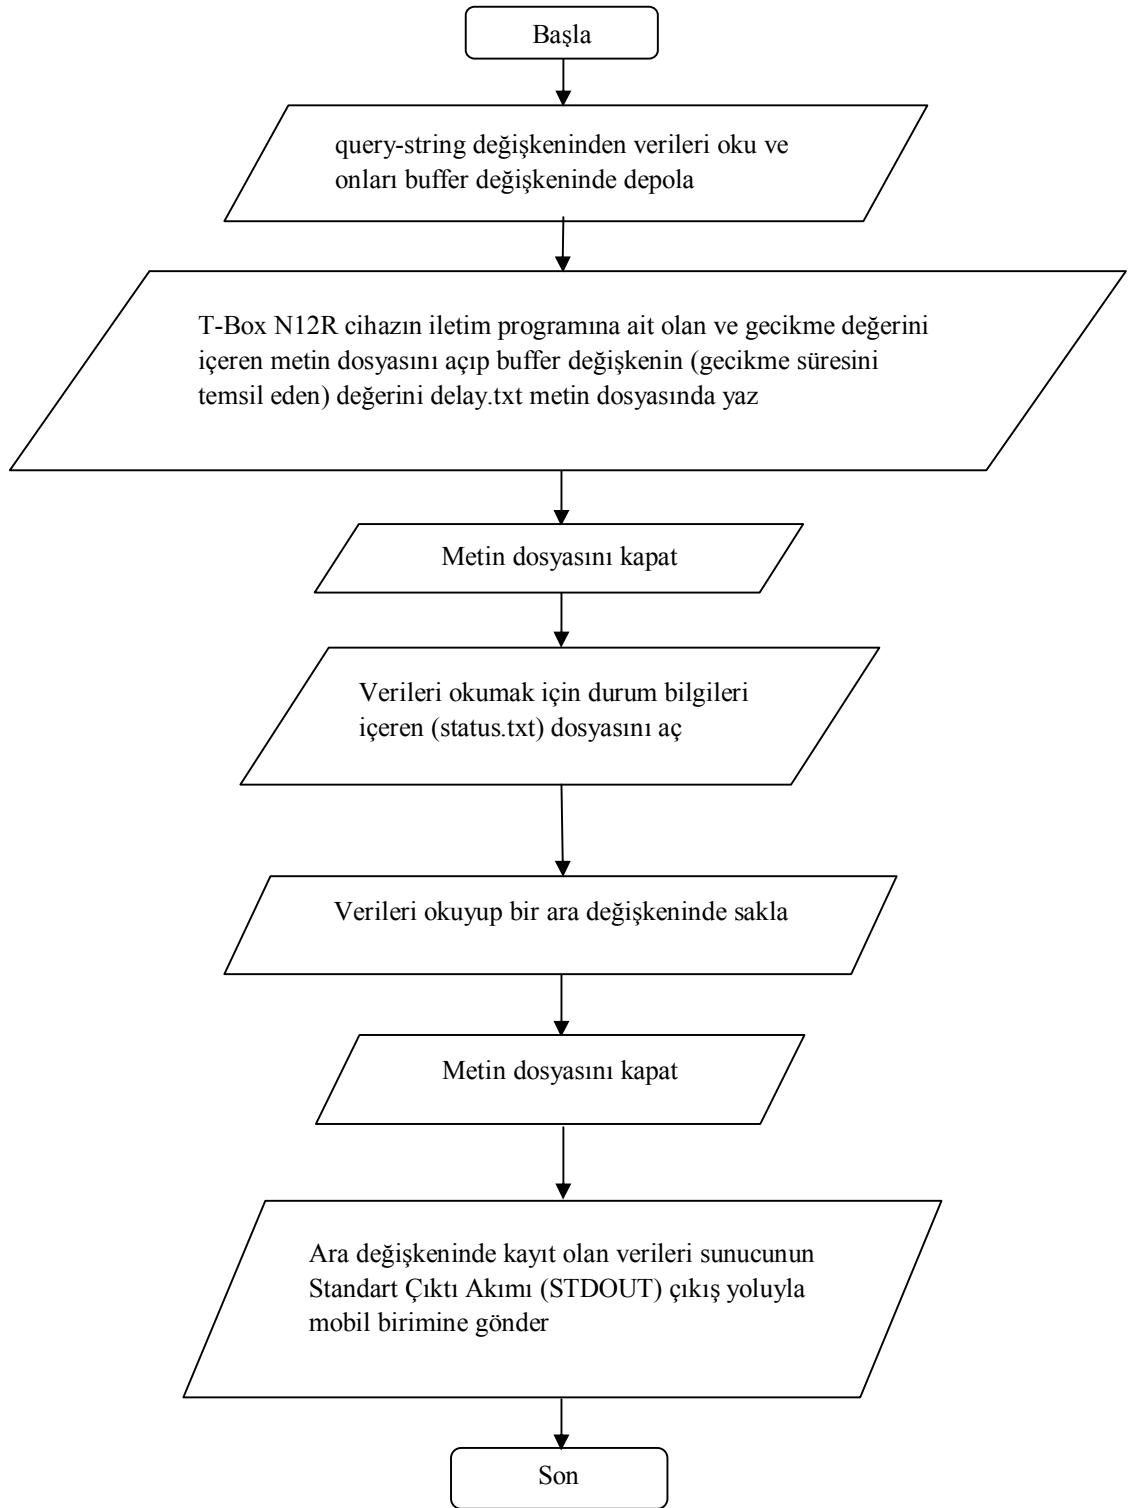 Başla
query-string değişkeninden verileri oku ve
onları buffer değişkeninde depola
T-Box N12R cihazın iletim programına ait olan ve gecikme değerini
içeren metin dosyasını açıp buffer değişkenin (gecikme süresini
temsil eden) değerini delay.txt metin dosyasında yaz
Metin dosyasını kapat
Verileri okumak için durum bilgileri
içeren (status.txt) dosyasını aç
Verileri okuyup bir ara değişkeninde sakla
Metin dosyasını kapat
Ara değişkeninde kayıt olan verileri sunucunun
Standart Çıktı Akımı (STDOUT) çıkış yoluyla
mobil birimine gönder
Son